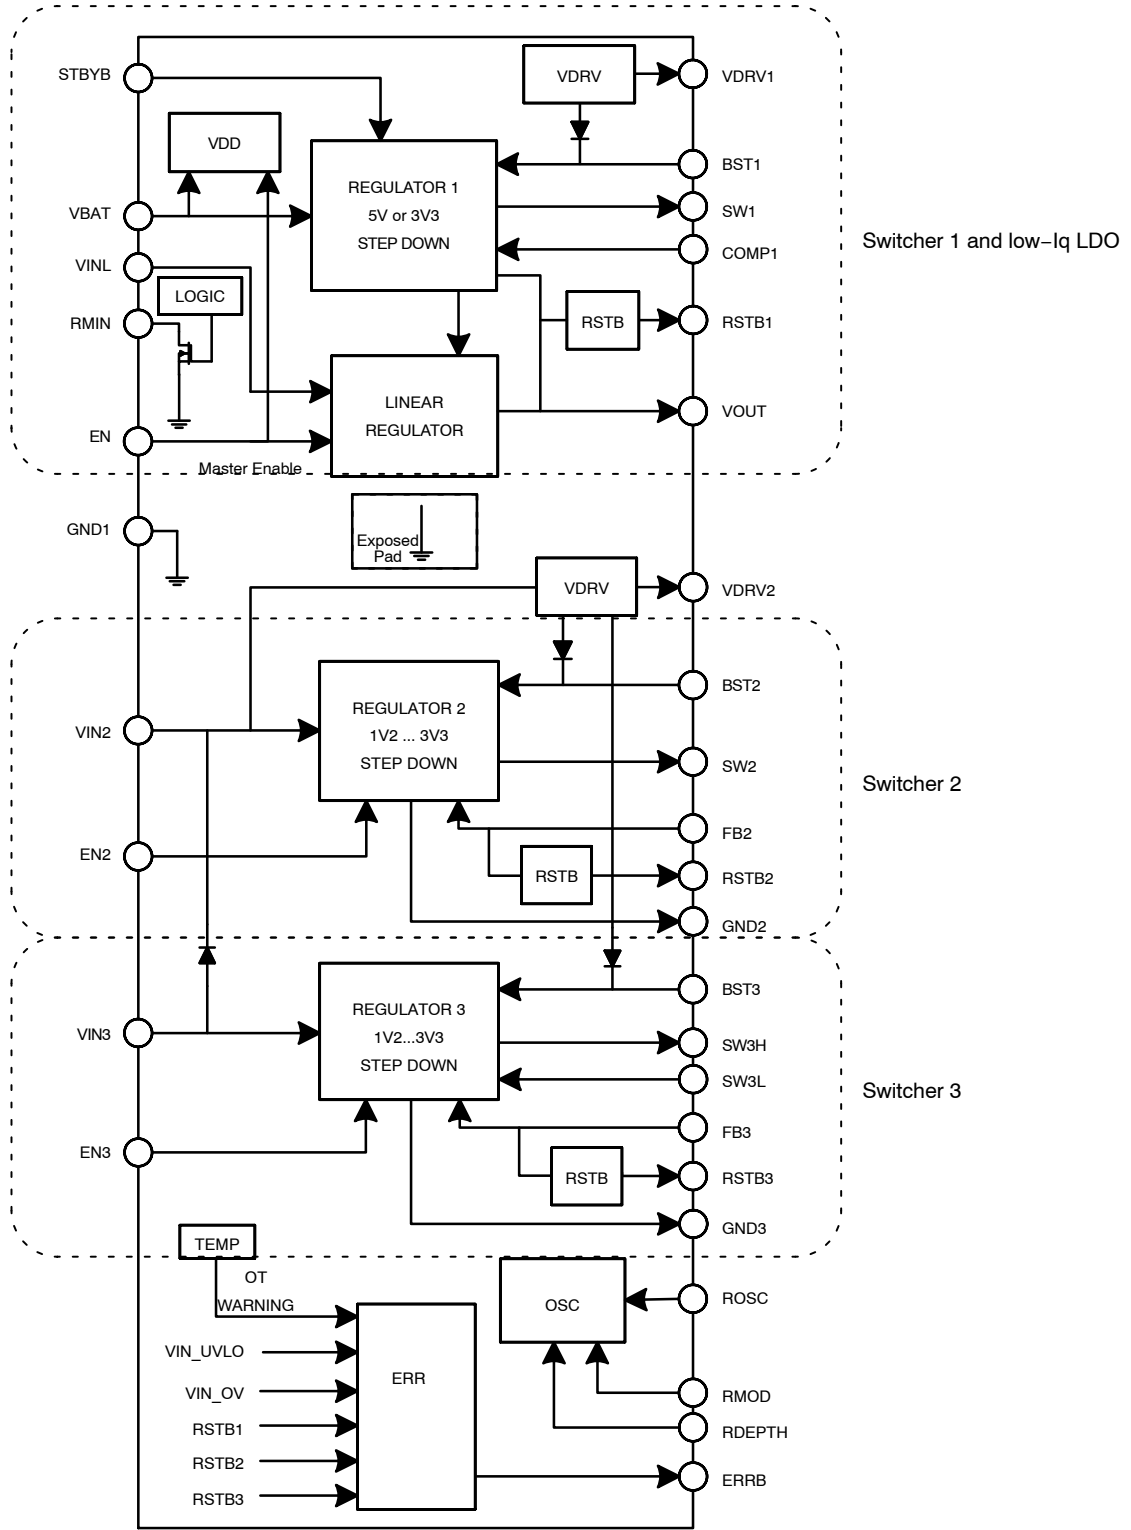 STBYB
VDRV
VDRV1
VDD
BST1
REGULATOR 1
5V or 3V3
STEP DOWN
VBAT
SW1
Switcher 1 and low−Iq LDO
COMP1
VINL
LOGIC
RMIN
RSTB
RSTB1
LINEAR
REGULATOR
VOUT
EN
Master Enable
GND1
Exposed
Pad
VDRV
VDRV2
BST2
REGULATOR 2
1V2 ... 3V3
STEP DOWN
VIN2
SW2
Switcher 2
FB2
EN2
RSTB
RSTB2
GND2
BST3
REGULATOR 3
1V2...3V3
STEP DOWN
VIN3
SW3H
SW3L
Switcher 3
FB3
EN3
RSTB
RSTB3
GND3
TEMP
OT
WARNING
OSC
ROSC
VIN_UVLO
ERR
VIN_OV
RMOD
RSTB1
RDEPTH
RSTB2
ERRB
RSTB3